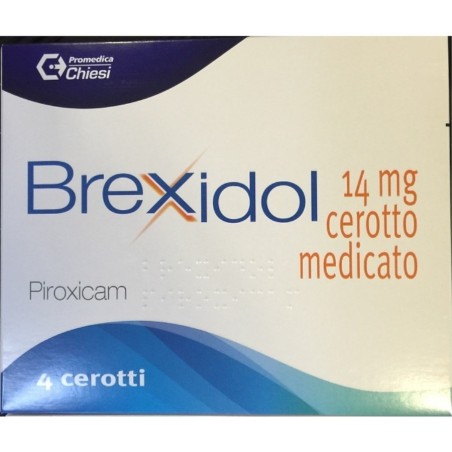 Promedica
Chiesi
Brexidol
14 mg
cerotto
medicato
Piroxicam
4 cerotti